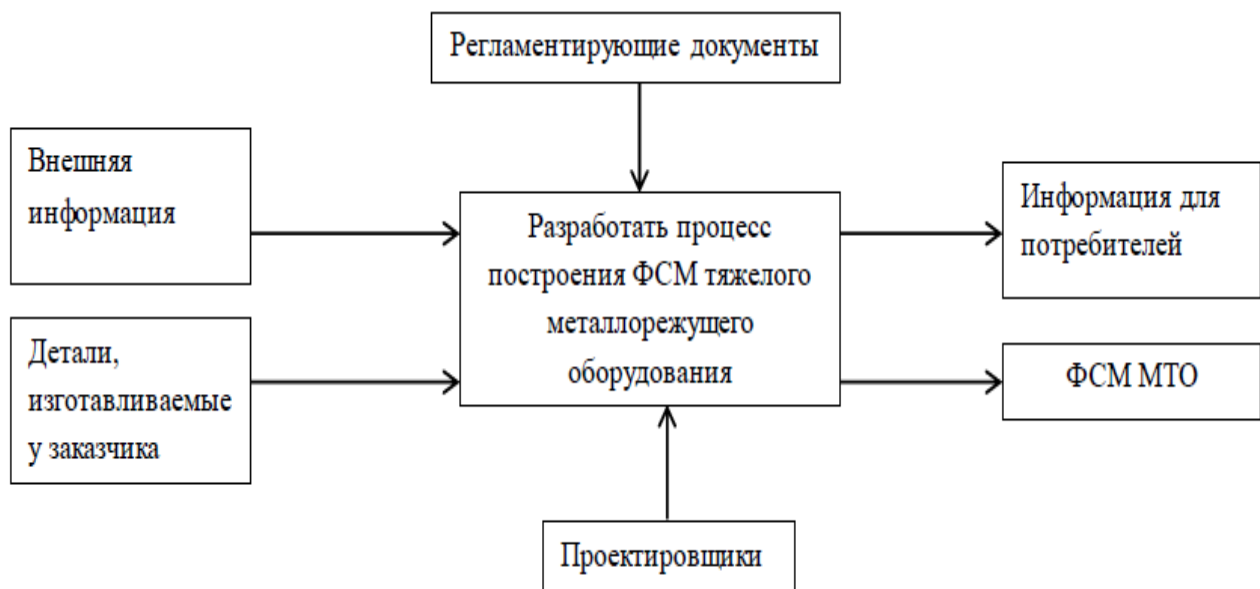 Регламентирующие документы
Внешняя
информация
Разработать процесс
построения ФСМ тяжелого
металлорежущего
оборудования
Информация для
потребителей
Детали,
изготавливаемые
у заказчика
ФСМ МТО
Проектировщики